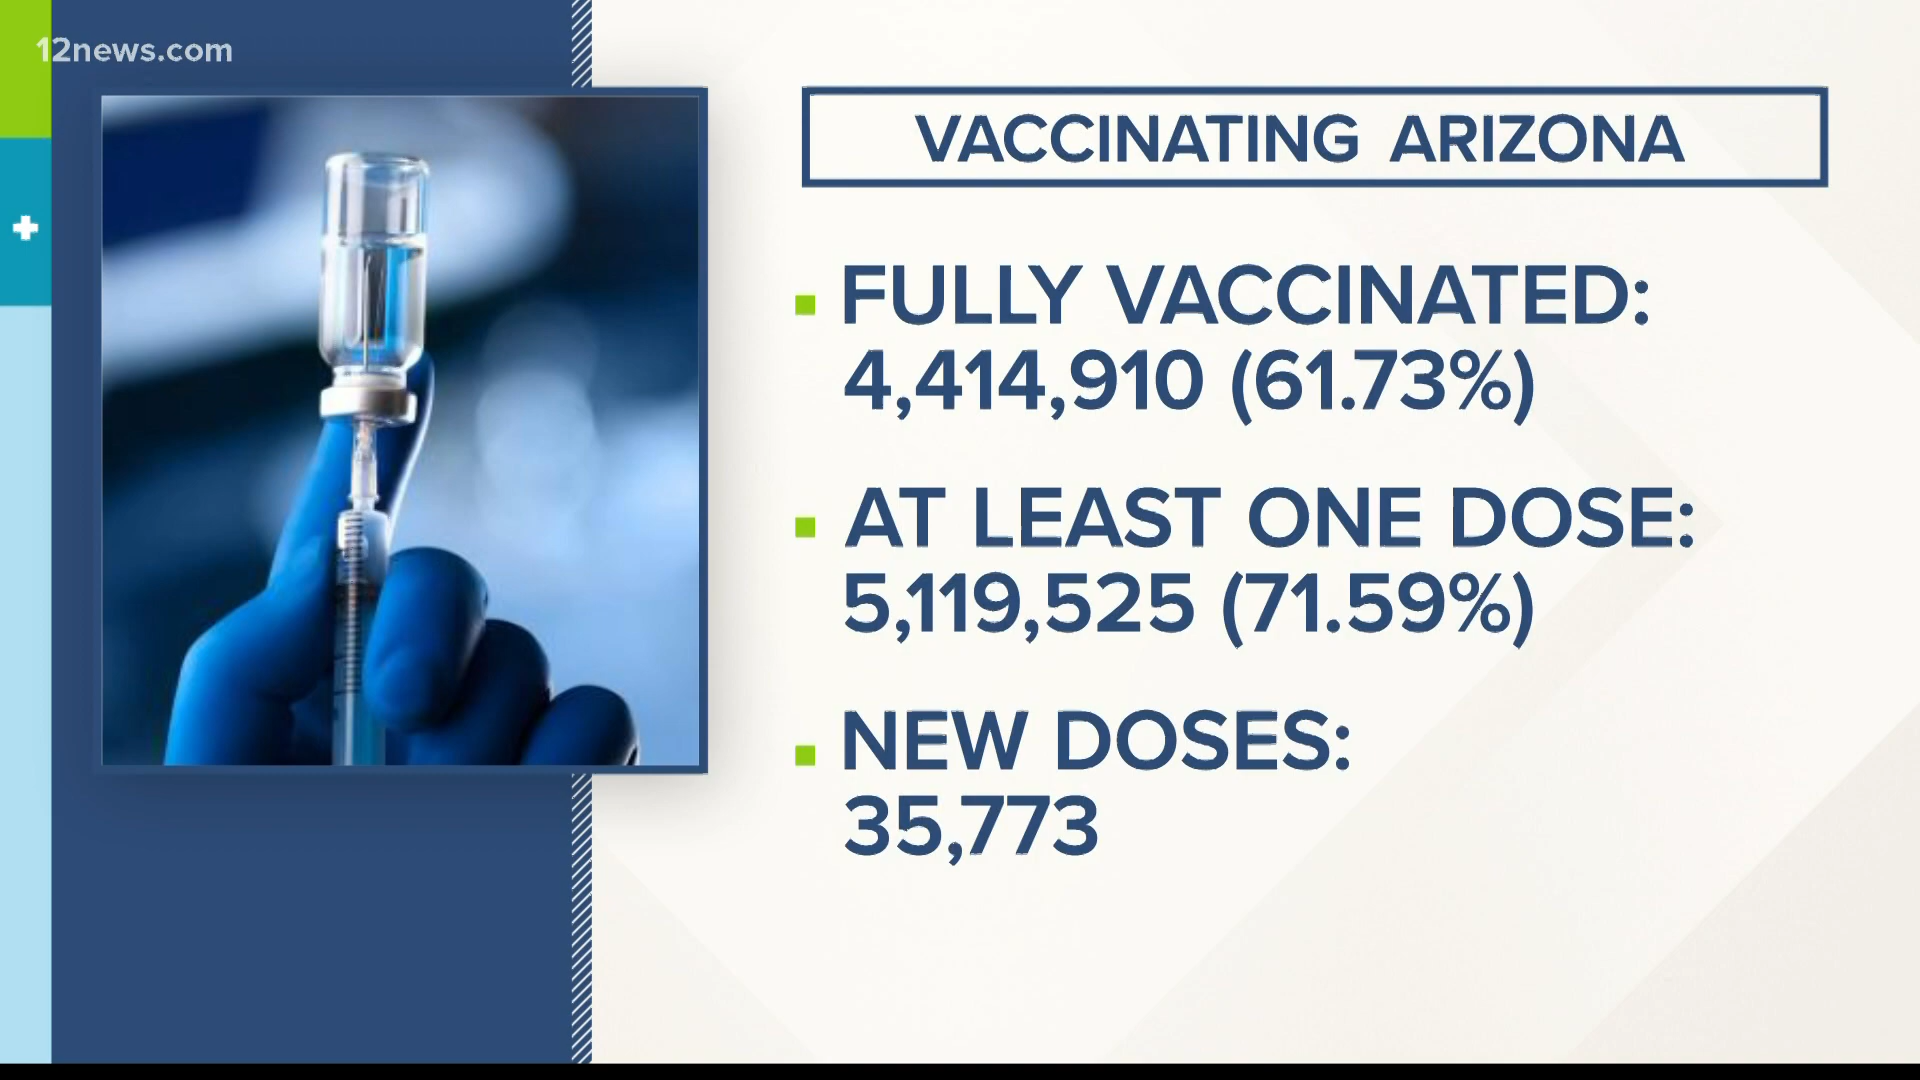 12news.com
VACCINATING ARIZONA
FULLY VACCINATED:
4,414,910 (61.73%)
AT LEAST ONE DOSE:
5,119,525 (71.59%)
NEW DOSES:
35,773